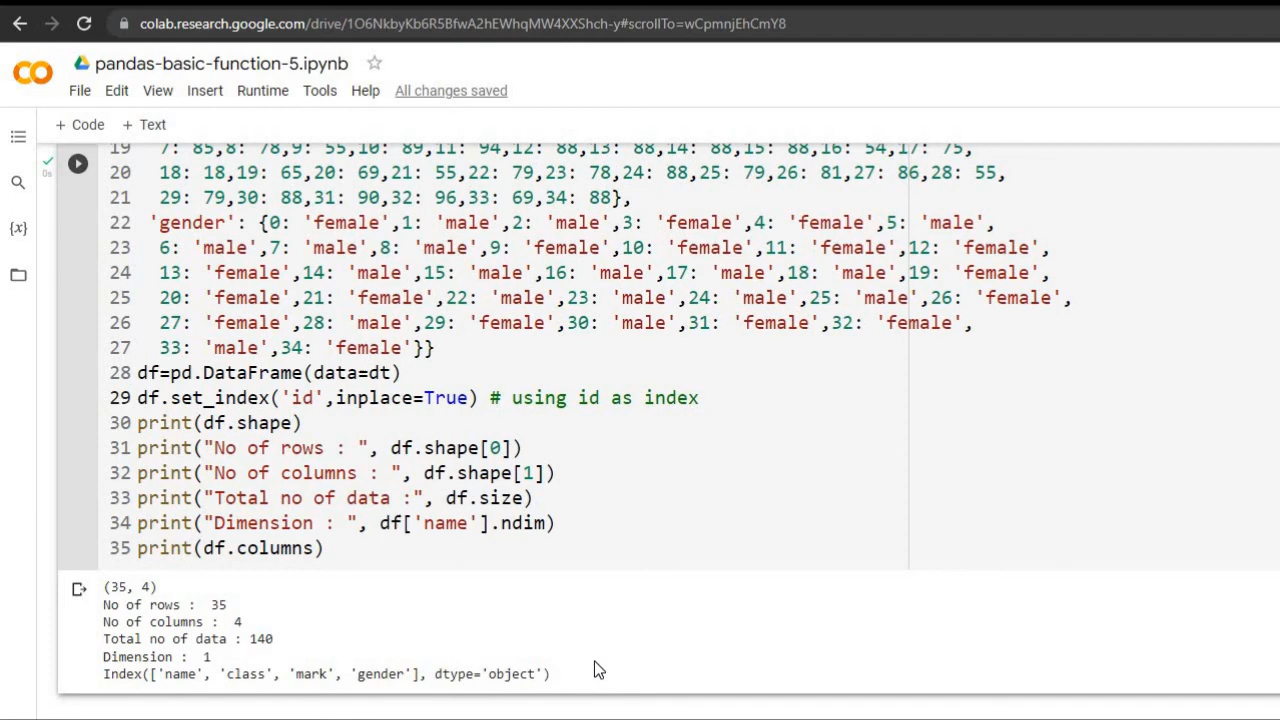 colab.research.google.com/drive/1O6NkbyKb6R5BfwA2hEWhqMW4XXShch-y#scrollTo=wCpmnjEhCmY8
pandas-basic-function-5.ipynb
File Edit View Insert Runtime Tools Help All changes saved
+ Code + Text
19 7: 85,8: 78,9: 55,10: 89,11: 94,12: 88,13: 88,14: 88,15: 88,16: 54,17: 75,
20 18: 18,19: 65,20: 69,21: 55,22: 79,23: 78,24: 88,25: 79,26: 81,27: 86,28: 55,
21 29: 79,30: 88,31: 90,32: 96,33: 69,34: 88},
22 'gender': {0: 'female',1: 'male',2: 'male',3: 'female',4: 'female',5: 'male',
23 6: 'male',7: 'male',8: 'male',9: 'female',10: 'female',11: 'female',12: 'female',
24 13: 'female',14: 'male',15: 'male',16: 'male',17: 'male',18: 'male',19: 'female',
25 20: 'female',21: 'female',22: 'male',23: 'male',24: 'male',25: 'male',26: 'female',
26 27: 'female',28: 'male',29: 'female',30: 'male',31: 'female',32: 'female',
27 33: 'male',34: 'female'}}
28 df=pd.DataFrame(data=dt)
29 df.set_index('id',inplace=True) # using id as index
30 print(df.shape)
31 print("No of rows : ", df.shape[0])
32 print("No of columns : ", df.shape[1])
33 print("Total no of data :", df.size)
34 print("Dimension : ", df['name'].ndim)
35 print(df.columns)
0s
{x}
(35, 4)
No of rows :  35
No of columns :  4
Total no of data : 140
Dimension :  1
Index(['name', 'class', 'mark', 'gender'], dtype='object')